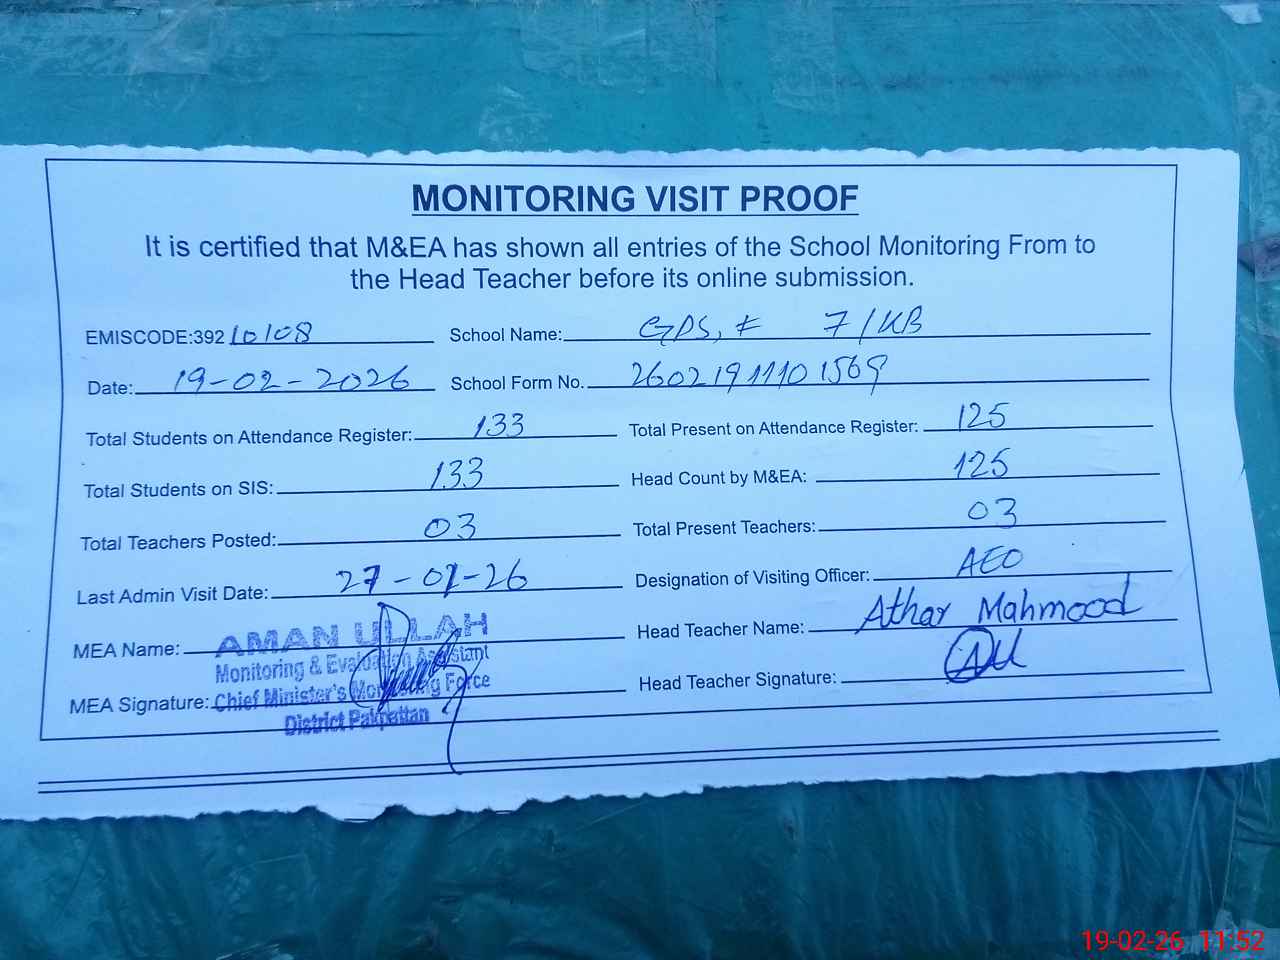 MONITORING VISIT PROOF
It is certified that M&EA has shown all entries of the School Monitoring From to
the Head Teacher before its online submission.
EMISCODE:392 10108 School Name: GPS, # 7/KB
Date: 19-02-2026 School Form No. 26021911101569
Total Students on Attendance Register: 133 Total Present on Attendance Register: 125
Total Students on SIS: 133 Head Count by M&EA: 125
Total Teachers Posted: 03 Total Present Teachers: 03
Last Admin Visit Date: 27-01-26 Designation of Visiting Officer: AEO
MEA Name: AMAN ULLAH Head Teacher Name: Athar Mahmood
Monitoring & Evaluation Assistant
MEA Signature: Chief Minister's Monitoring Force Head Teacher Signature:
District Pakpattan
19-02-26 11:52